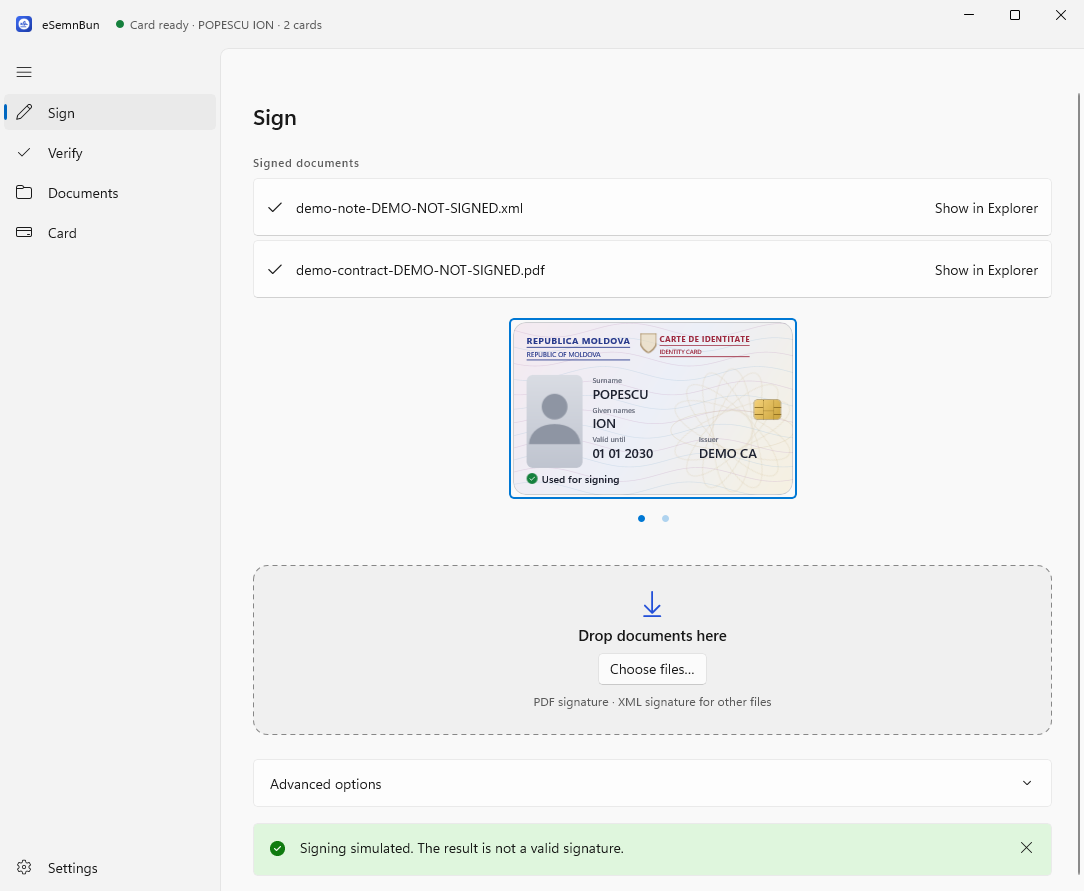 eSemnBun
Card ready · POPESCU ION · 2 cards
Sign
Verify
Documents
Card
Settings
Sign
Signed documents
demo-note-DEMO-NOT-SIGNED.xml
Show in Explorer
demo-contract-DEMO-NOT-SIGNED.pdf
Show in Explorer
REPUBLICA MOLDOVA
REPUBLIC OF MOLDOVA
CARTE DE IDENTITATE
IDENTITY CARD
Surname
POPESCU
Given names
ION
Valid until
01 01 2030
Issuer
DEMO CA
Used for signing
Drop documents here
Choose files...
PDF signature · XML signature for other files
Advanced options
Signing simulated. The result is not a valid signature.